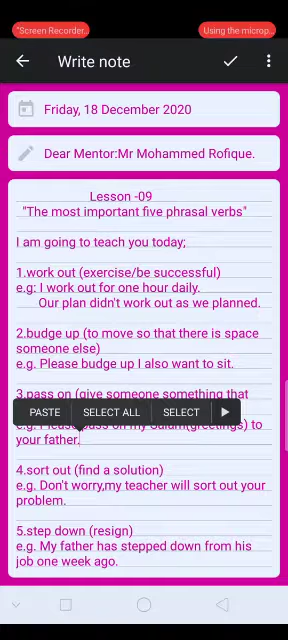 "Screen Recorder..
Using the microp..
Write note
Friday, 18 December 2020
Dear Mentor:Mr Mohammed Rofique.
Lesson -09
"The most important five phrasal verbs"
I am going to teach you today;
1.work out (exercise/be successful)
e.g: I work out for one hour daily.
Our plan didn't work out as we planned.
2.budge up (to move so that there is space
someone else)
e.g. Please budge up I also want to sit.
3.pass on (give someone something that
PASTE SELECT ALL SELECT
e.g. Please pass on my Salam(greetings) to
your father.
4.sort out (find a solution)
e.g. Don't worry,my teacher will sort out your
problem.
5.step down (resign)
e.g. My father has stepped down from his
job one week ago.